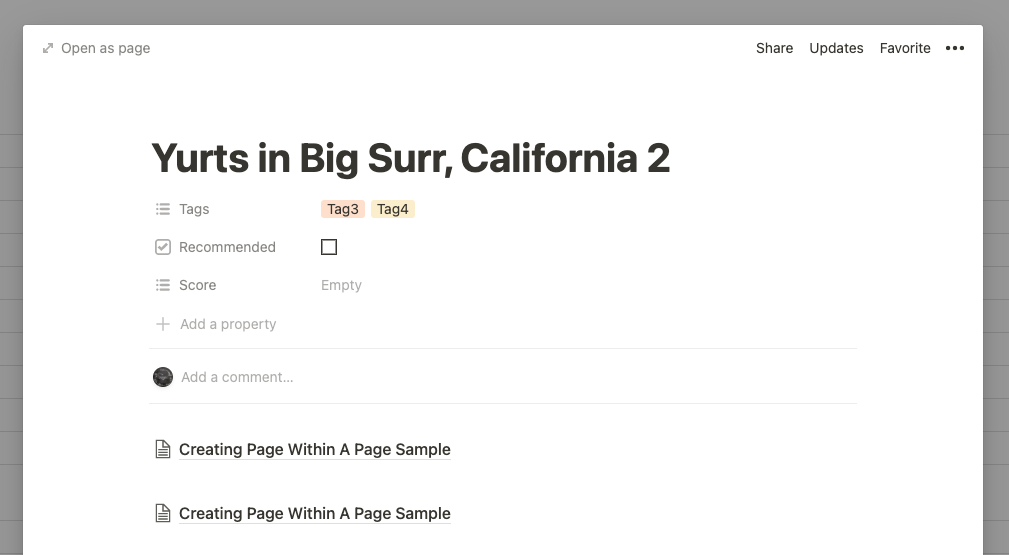 Open as page Share Updates Favorite •••
Yurts in Big Surr, California 2
Tags Tag3 Tag4
Recommended
Score Empty
Add a property
Add a comment...
Creating Page Within A Page Sample
Creating Page Within A Page Sample